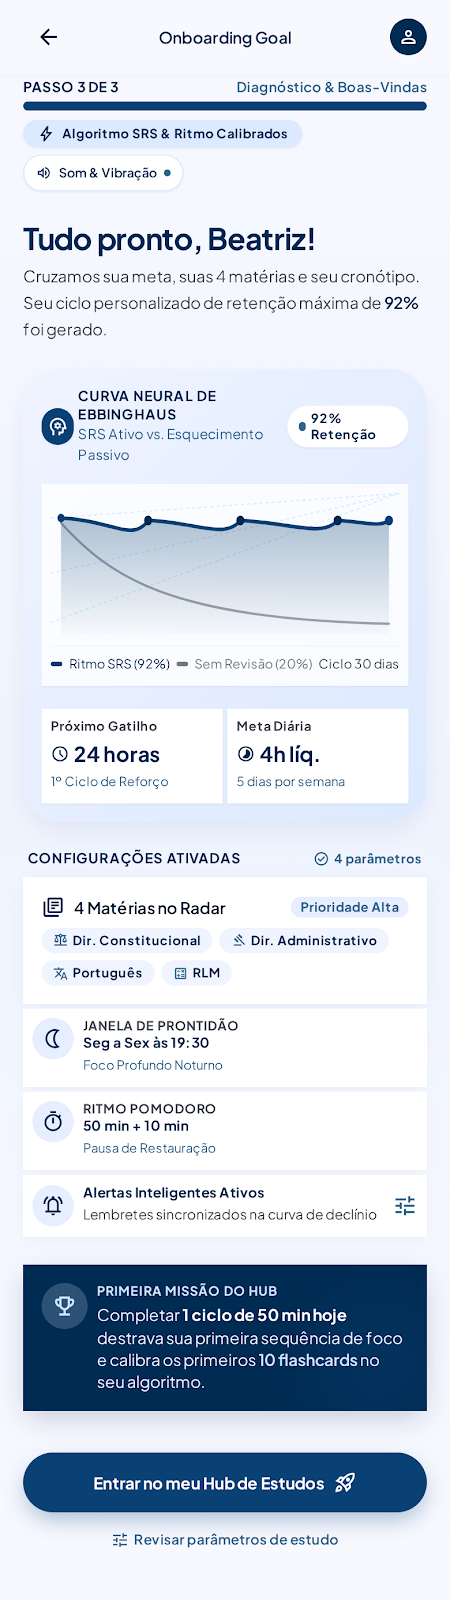 Onboarding Goal
PASSO 3 DE 3
Diagnóstico & Boas-Vindas
Algoritmo SRS & Ritmo Calibrados
Som & Vibração
Tudo pronto, Beatriz!
Cruzamos sua meta, suas 4 matérias e seu cronótipo.
Seu ciclo personalizado de retenção máxima de 92%
foi gerado.
CURVA NEURAL DE
EBBINGHAUS
SRS Ativo vs. Esquecimento
Passivo
92%
Retenção
Ritmo SRS (92%)
Sem Revisão (20%)
Ciclo 30 dias
Próximo Gatilho
24 horas
1º Ciclo de Reforço
Meta Diária
4h líq.
5 dias por semana
CONFIGURAÇÕES ATIVADAS
4 parâmetros
4 Matérias no Radar
Prioridade Alta
Dir. Constitucional
Dir. Administrativo
Português
RLM
JANELA DE PRONTIDÃO
Seg a Sex às 19:30
Foco Profundo Noturno
RITMO POMODORO
50 min + 10 min
Pausa de Restauração
Alertas Inteligentes Ativos
Lembretes sincronizados na curva de declínio
PRIMEIRA MISSÃO DO HUB
Completar 1 ciclo de 50 min hoje
destrava sua primeira sequência de foco
e calibra os primeiros 10 flashcards no
seu algoritmo.
Entrar no meu Hub de Estudos
Revisar parâmetros de estudo